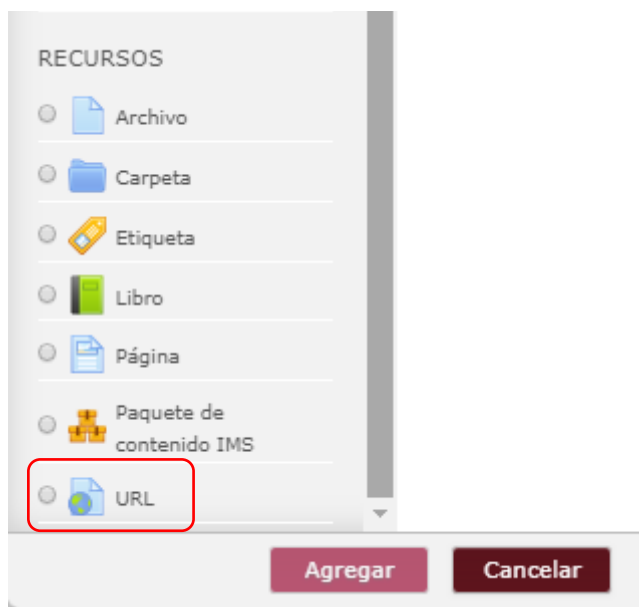 RECURSOS
Archivo
Carpeta
Etiqueta
Libro
Página
Paquete de
contenido IMS
URL
Agregar
Cancelar